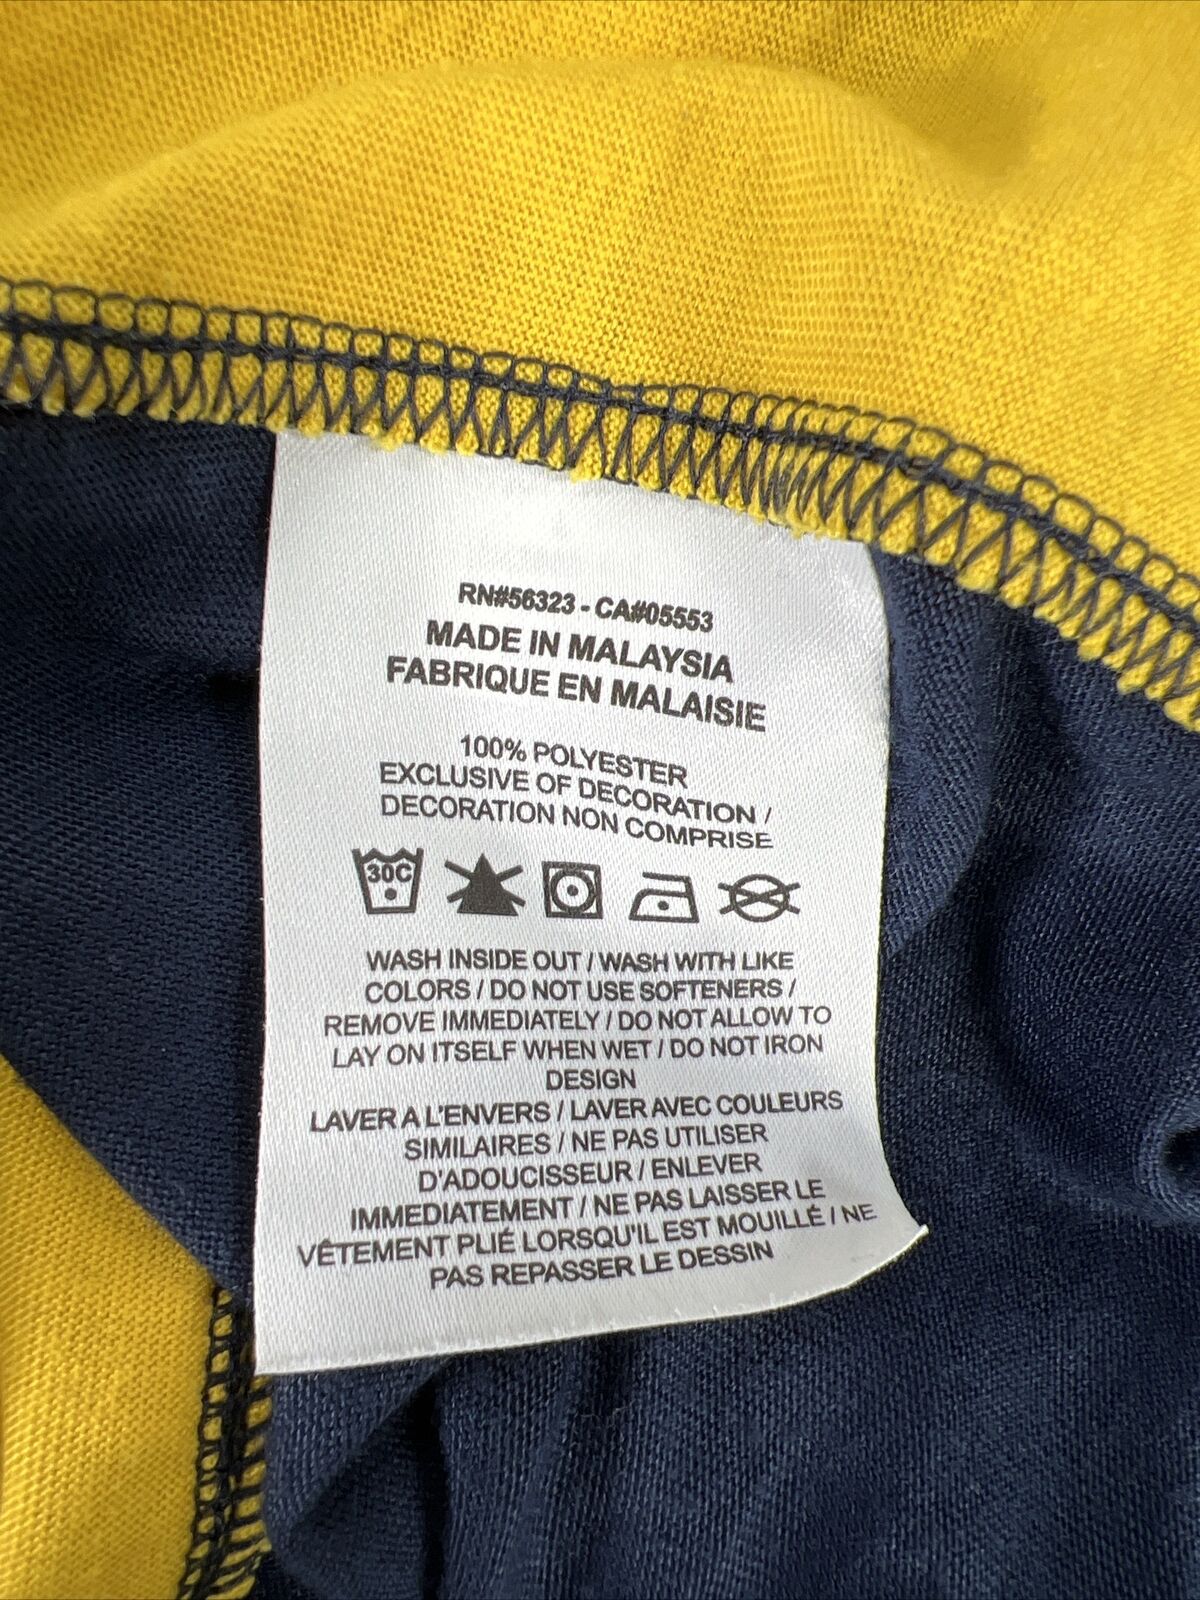 RN#56323 - CA#05553
MADE IN MALAYSIA
FABRIQUE EN MALAISIE
100% POLYESTER
EXCLUSIVE OF DECORATION /
DECORATION NON COMPRISE
30C
WASH INSIDE OUT / WASH WITH LIKE
COLORS / DO NOT USE SOFTENERS /
REMOVE IMMEDIATELY / DO NOT ALLOW TO
LAY ON ITSELF WHEN WET / DO NOT IRON
DESIGN
LAVER A L'ENVERS / LAVER AVEC COULEURS
SIMILAIRES / NE PAS UTILISER
D'ADOUCISSEUR / ENLEVER
IMMEDIATEMENT / NE PAS LAISSER LE
VÊTEMENT PLIÉ LORSQU'IL EST MOUILLÉ / NE
PAS REPASSER LE DESSIN